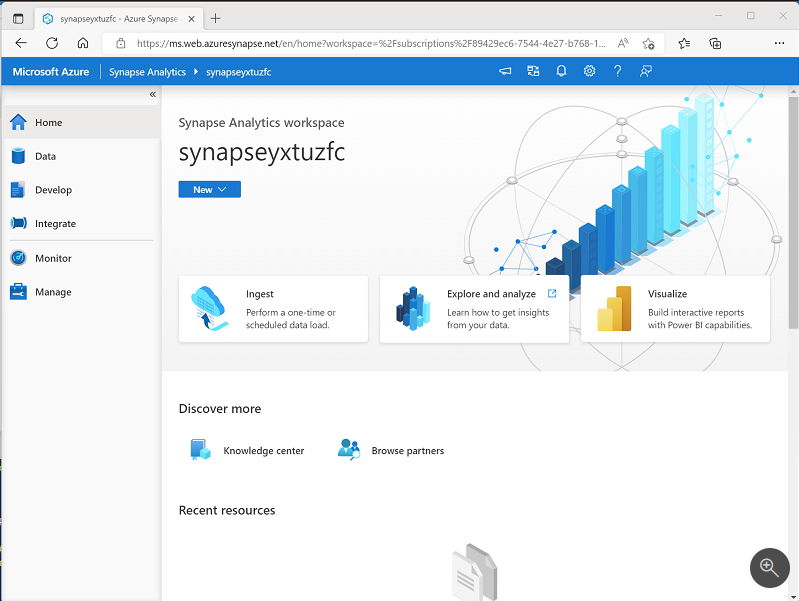 synapseyxtuzfc - Azure Synapse
https://ms.web.azuresynapse.net/en/home?workspace=%2Fsubscriptions%2F89429ec6-7544-4e27-b768-1...
Microsoft Azure
Synapse Analytics
synapseyxtuzfc
Home
Data
Develop
Integrate
Monitor
Manage
Synapse Analytics workspace
synapseyxtuzfc
New
Ingest
Perform a one-time or
scheduled data load.
Explore and analyze
Learn how to get insights
from your data.
Visualize
Build interactive reports
with Power BI capabilities.
Discover more
Knowledge center
Browse partners
Recent resources